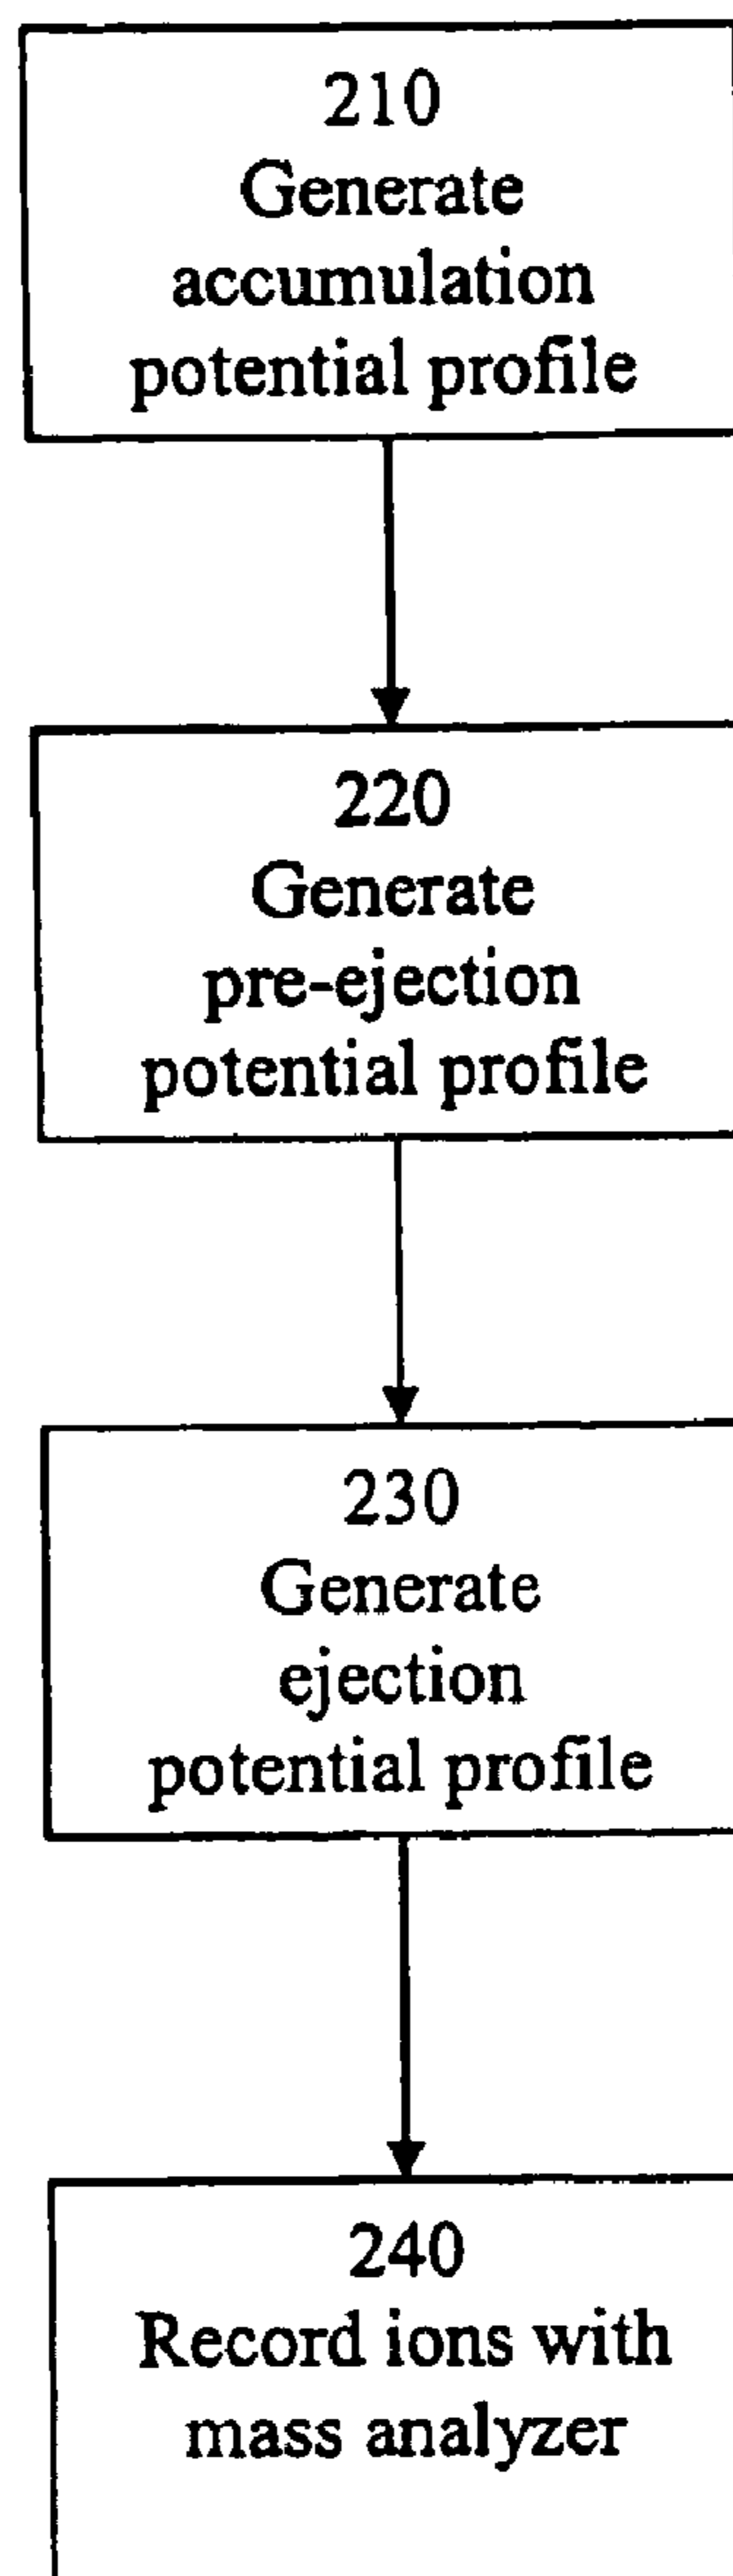 210
Generate
accumulation
potential profile
220
Generate
pre-ejection
potential profile
230
Generate
ejection
potential profile
240
Record ions with
mass analyzer